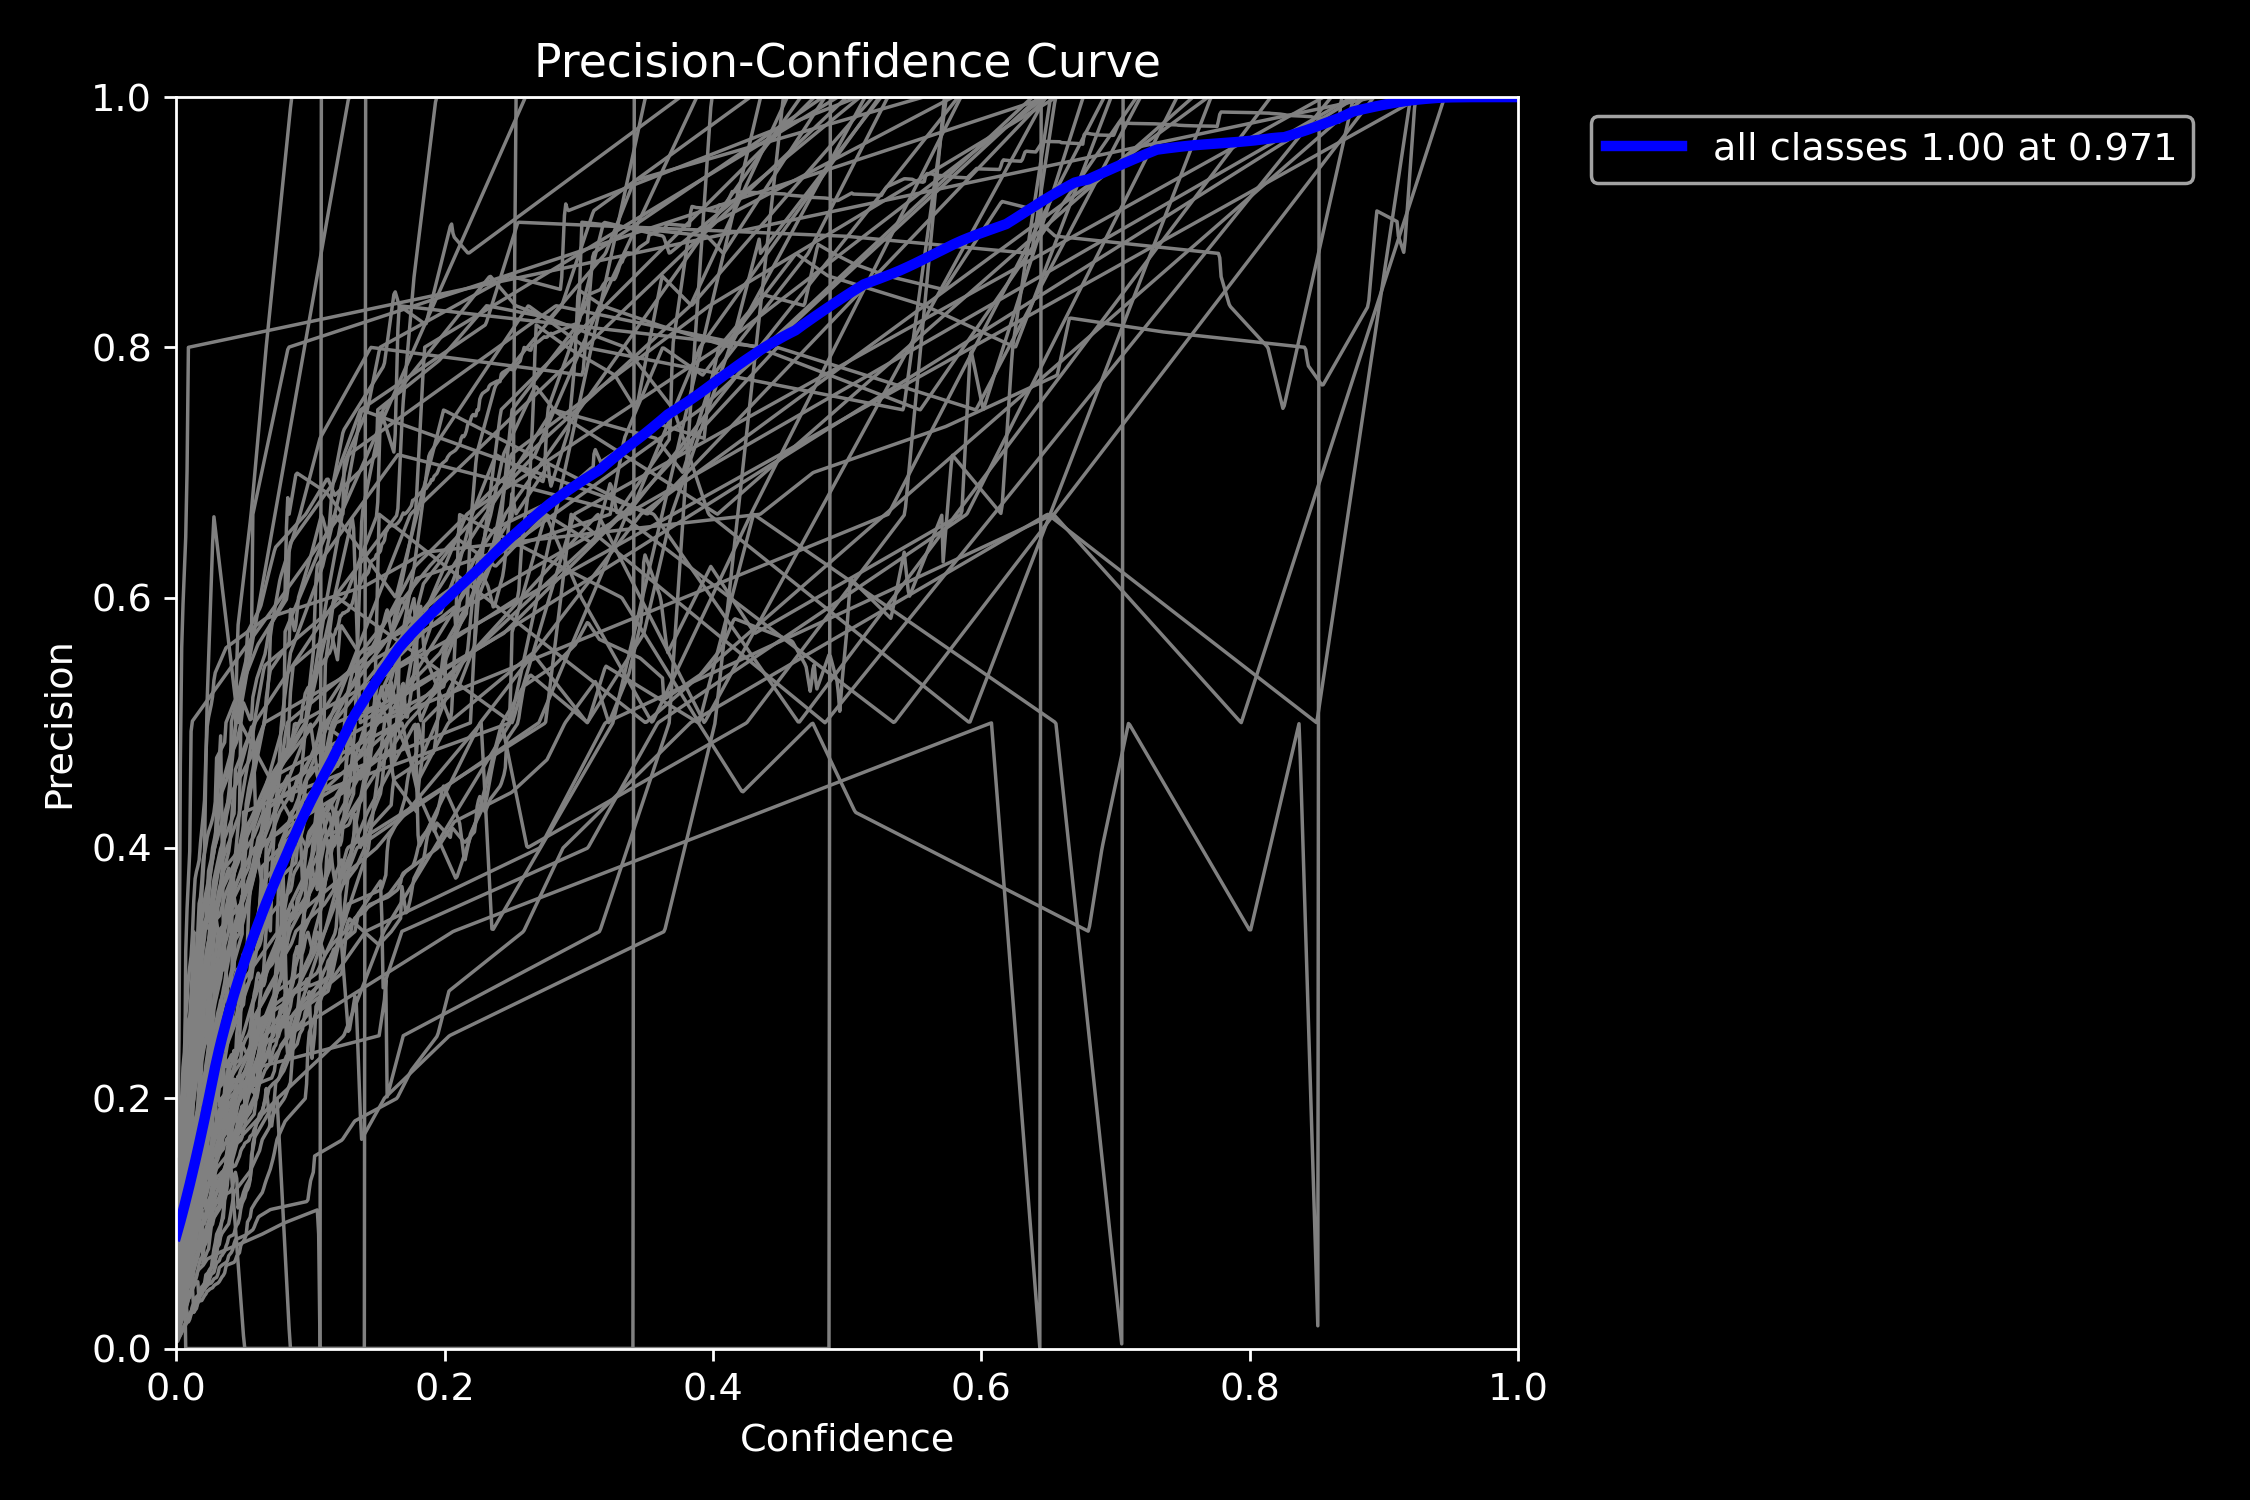 Precision-Confidence Curve
1.0
0.8
0.6
0.4
0.2
0.0
Precision
0.0 0.2 0.4 0.6 0.8 1.0
Confidence
all classes 1.00 at 0.971